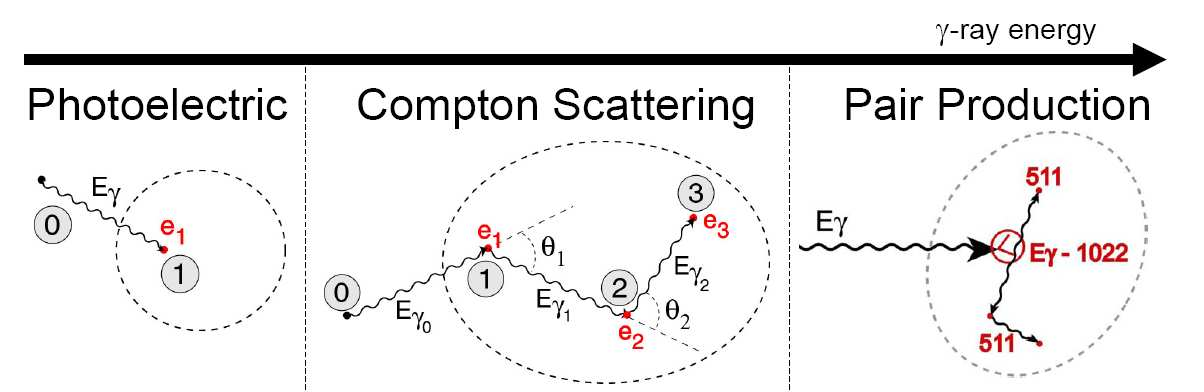 γ-ray energy
Photoelectric
Compton Scattering
Pair Production
Eγ
0
e1
1
0
Eγ0
e1
1
θ1
Eγ1
2
e2
θ2
Eγ2
3
e3
Eγ
511
Eγ - 1022
511